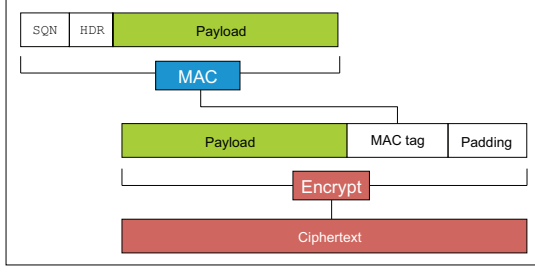 SQN HDR Payload
MAC
Payload MAC tag Padding
Encrypt
Ciphertext